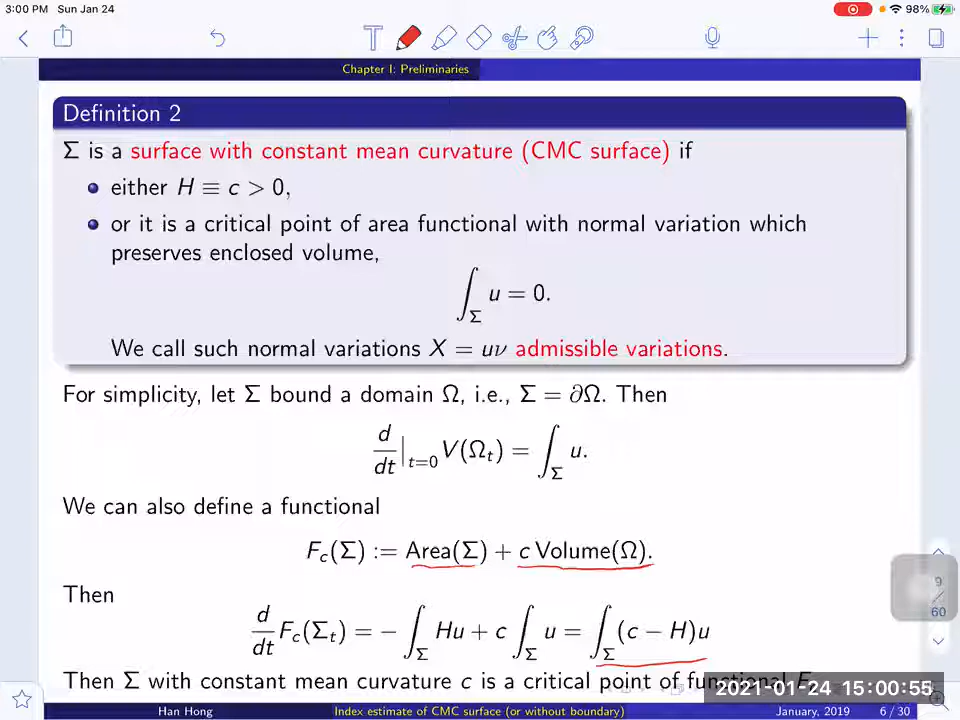 3:00 PM Sun Jan 24
98%
Chapter I: Preliminaries
Definition 2
Σ is a surface with constant mean curvature (CMC surface) if
either H ≡ c > 0,
or it is a critical point of area functional with normal variation which
preserves enclosed volume,
∫_Σ u = 0.
We call such normal variations X = uν admissible variations.
For simplicity, let Σ bound a domain Ω, i.e., Σ = ∂Ω. Then
d/dt |_{t=0} V(Ω_t) = ∫_Σ u.
We can also define a functional
F_c(Σ) := Area(Σ) + c Volume(Ω).
Then
d/dt F_c(Σ_t) = − ∫_Σ Hu + c ∫_Σ u = ∫_Σ (c − H)u
Then Σ with constant mean curvature c is a critical point of functional
9
/
60
2021-01-24 15:00:55
Han Hong
Index estimate of CMC surface (or without boundary)
January, 2019
6 / 30